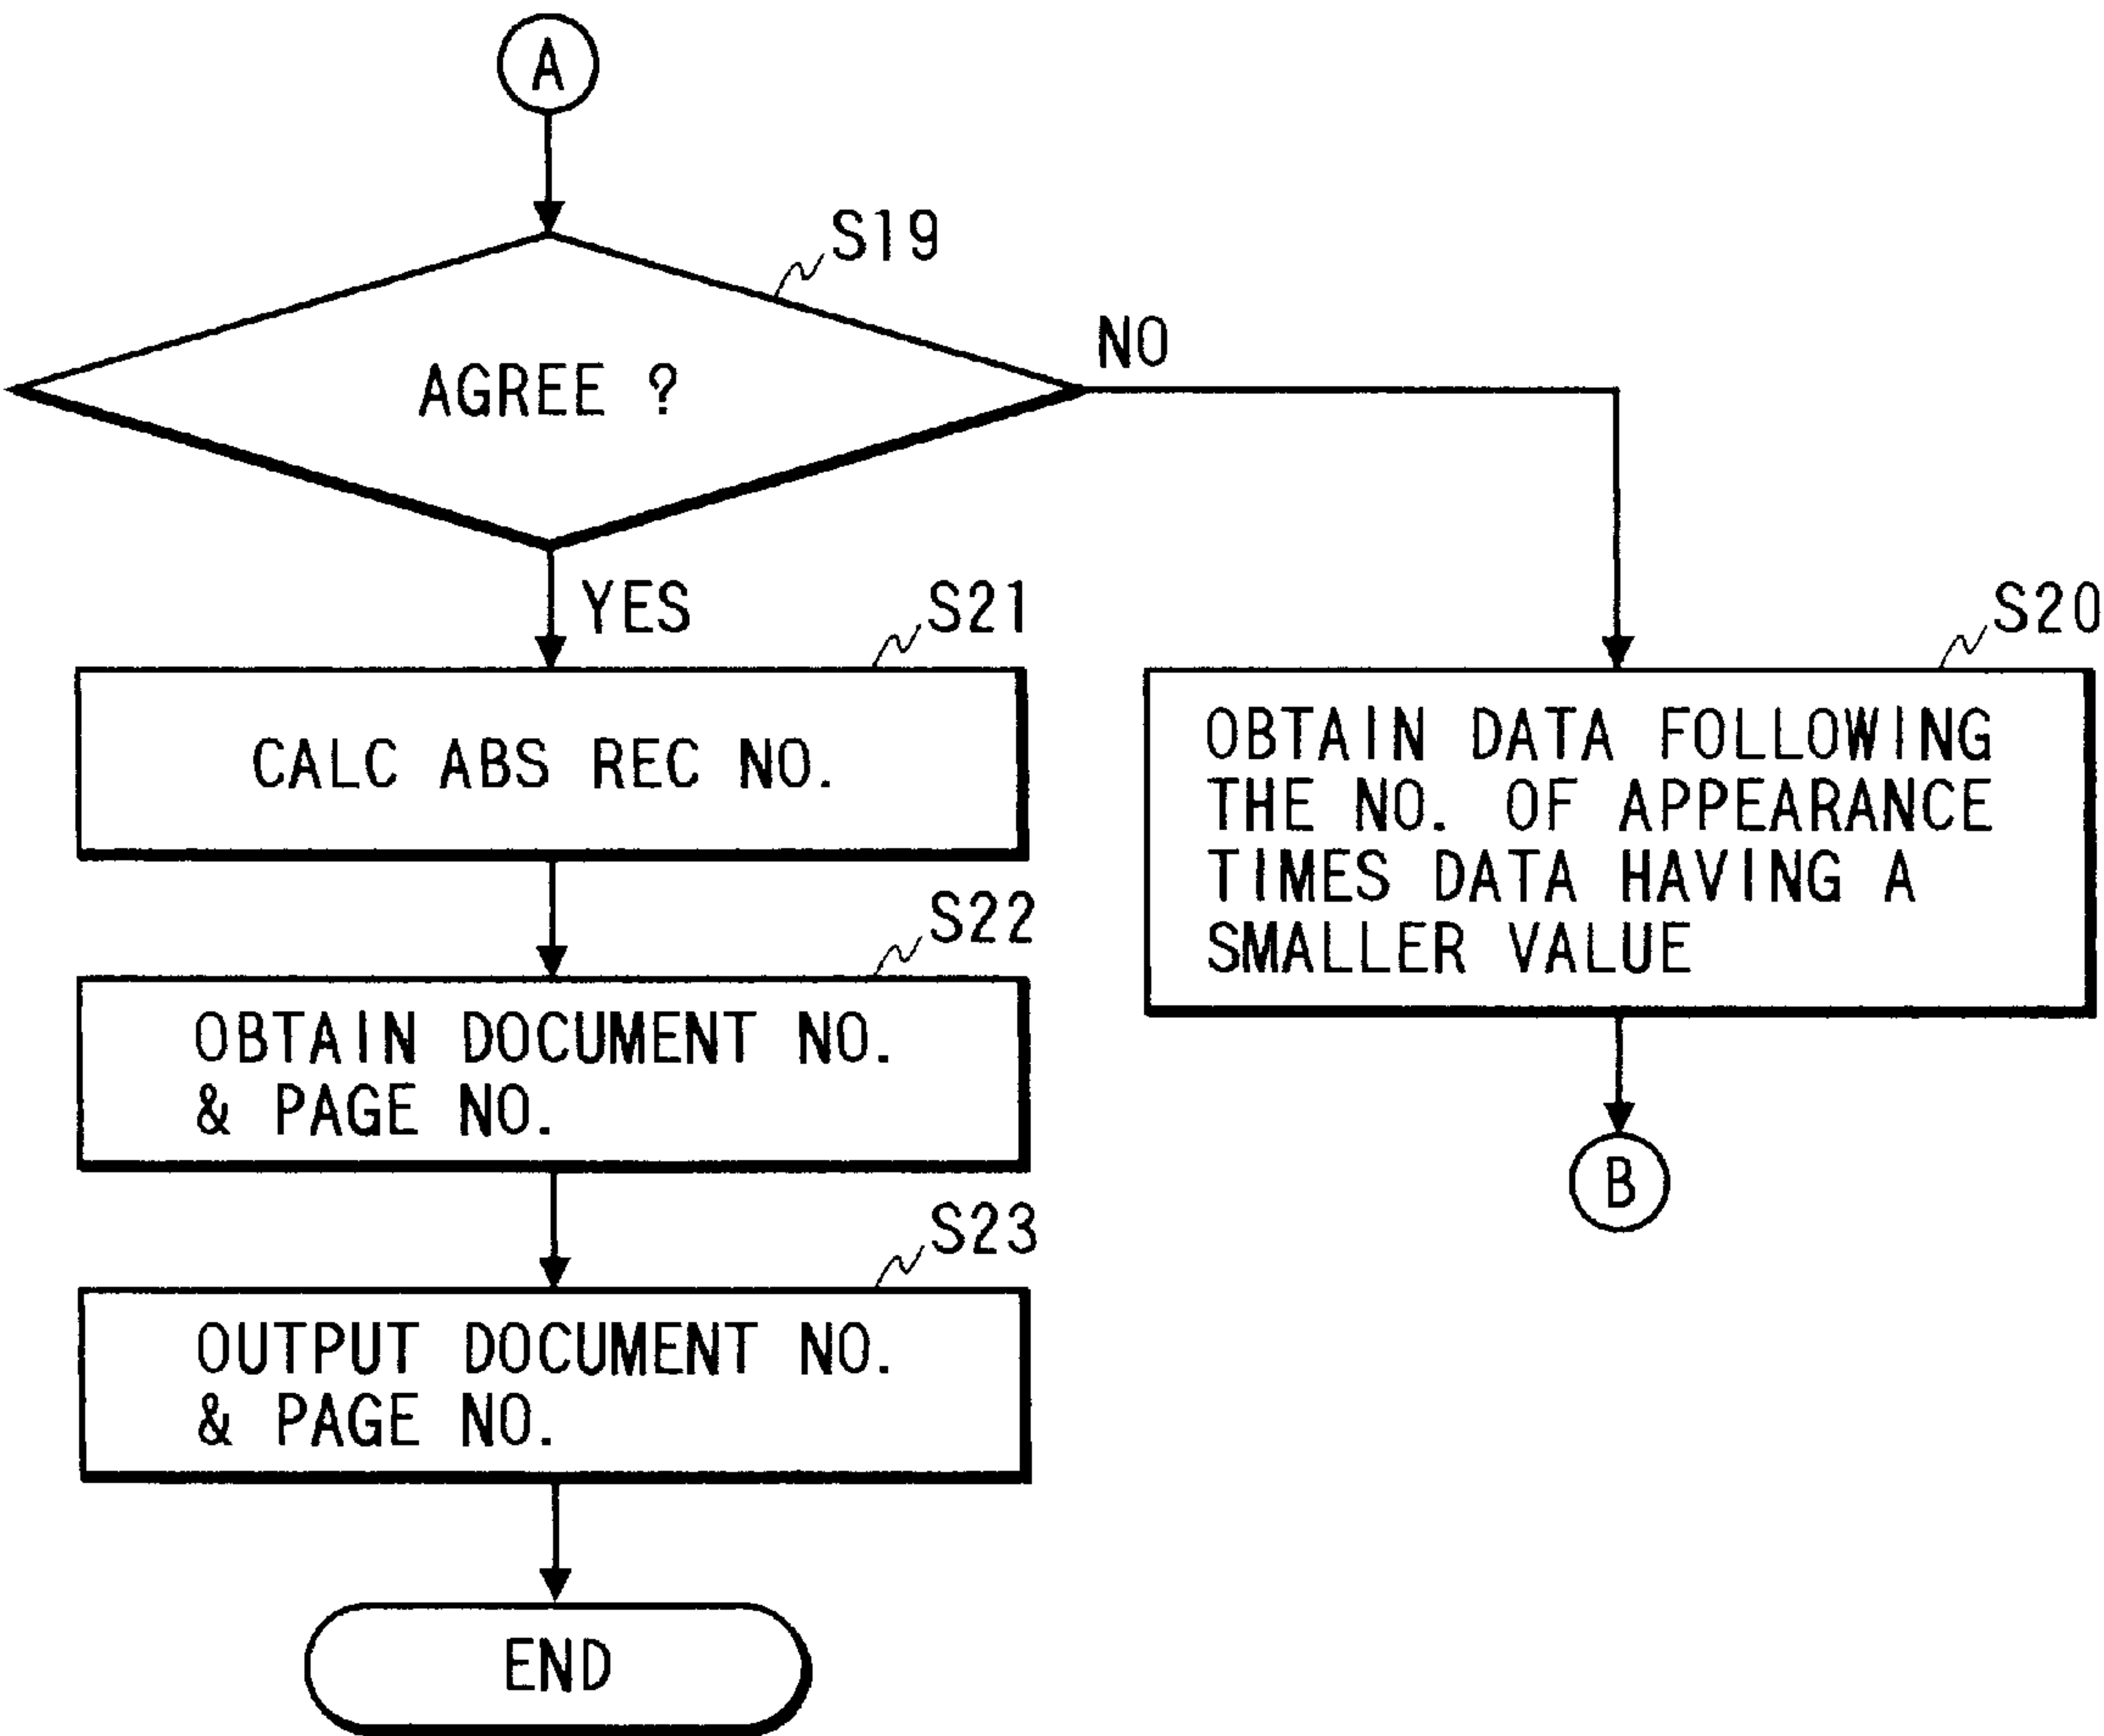 A
S19
AGREE ?
NO
YES
S21
CALC ABS REC NO.
S22
OBTAIN DOCUMENT NO.
& PAGE NO.
S23
OUTPUT DOCUMENT NO.
& PAGE NO.
END
S20
OBTAIN DATA FOLLOWING
THE NO. OF APPEARANCE
TIMES DATA HAVING A
SMALLER VALUE
B